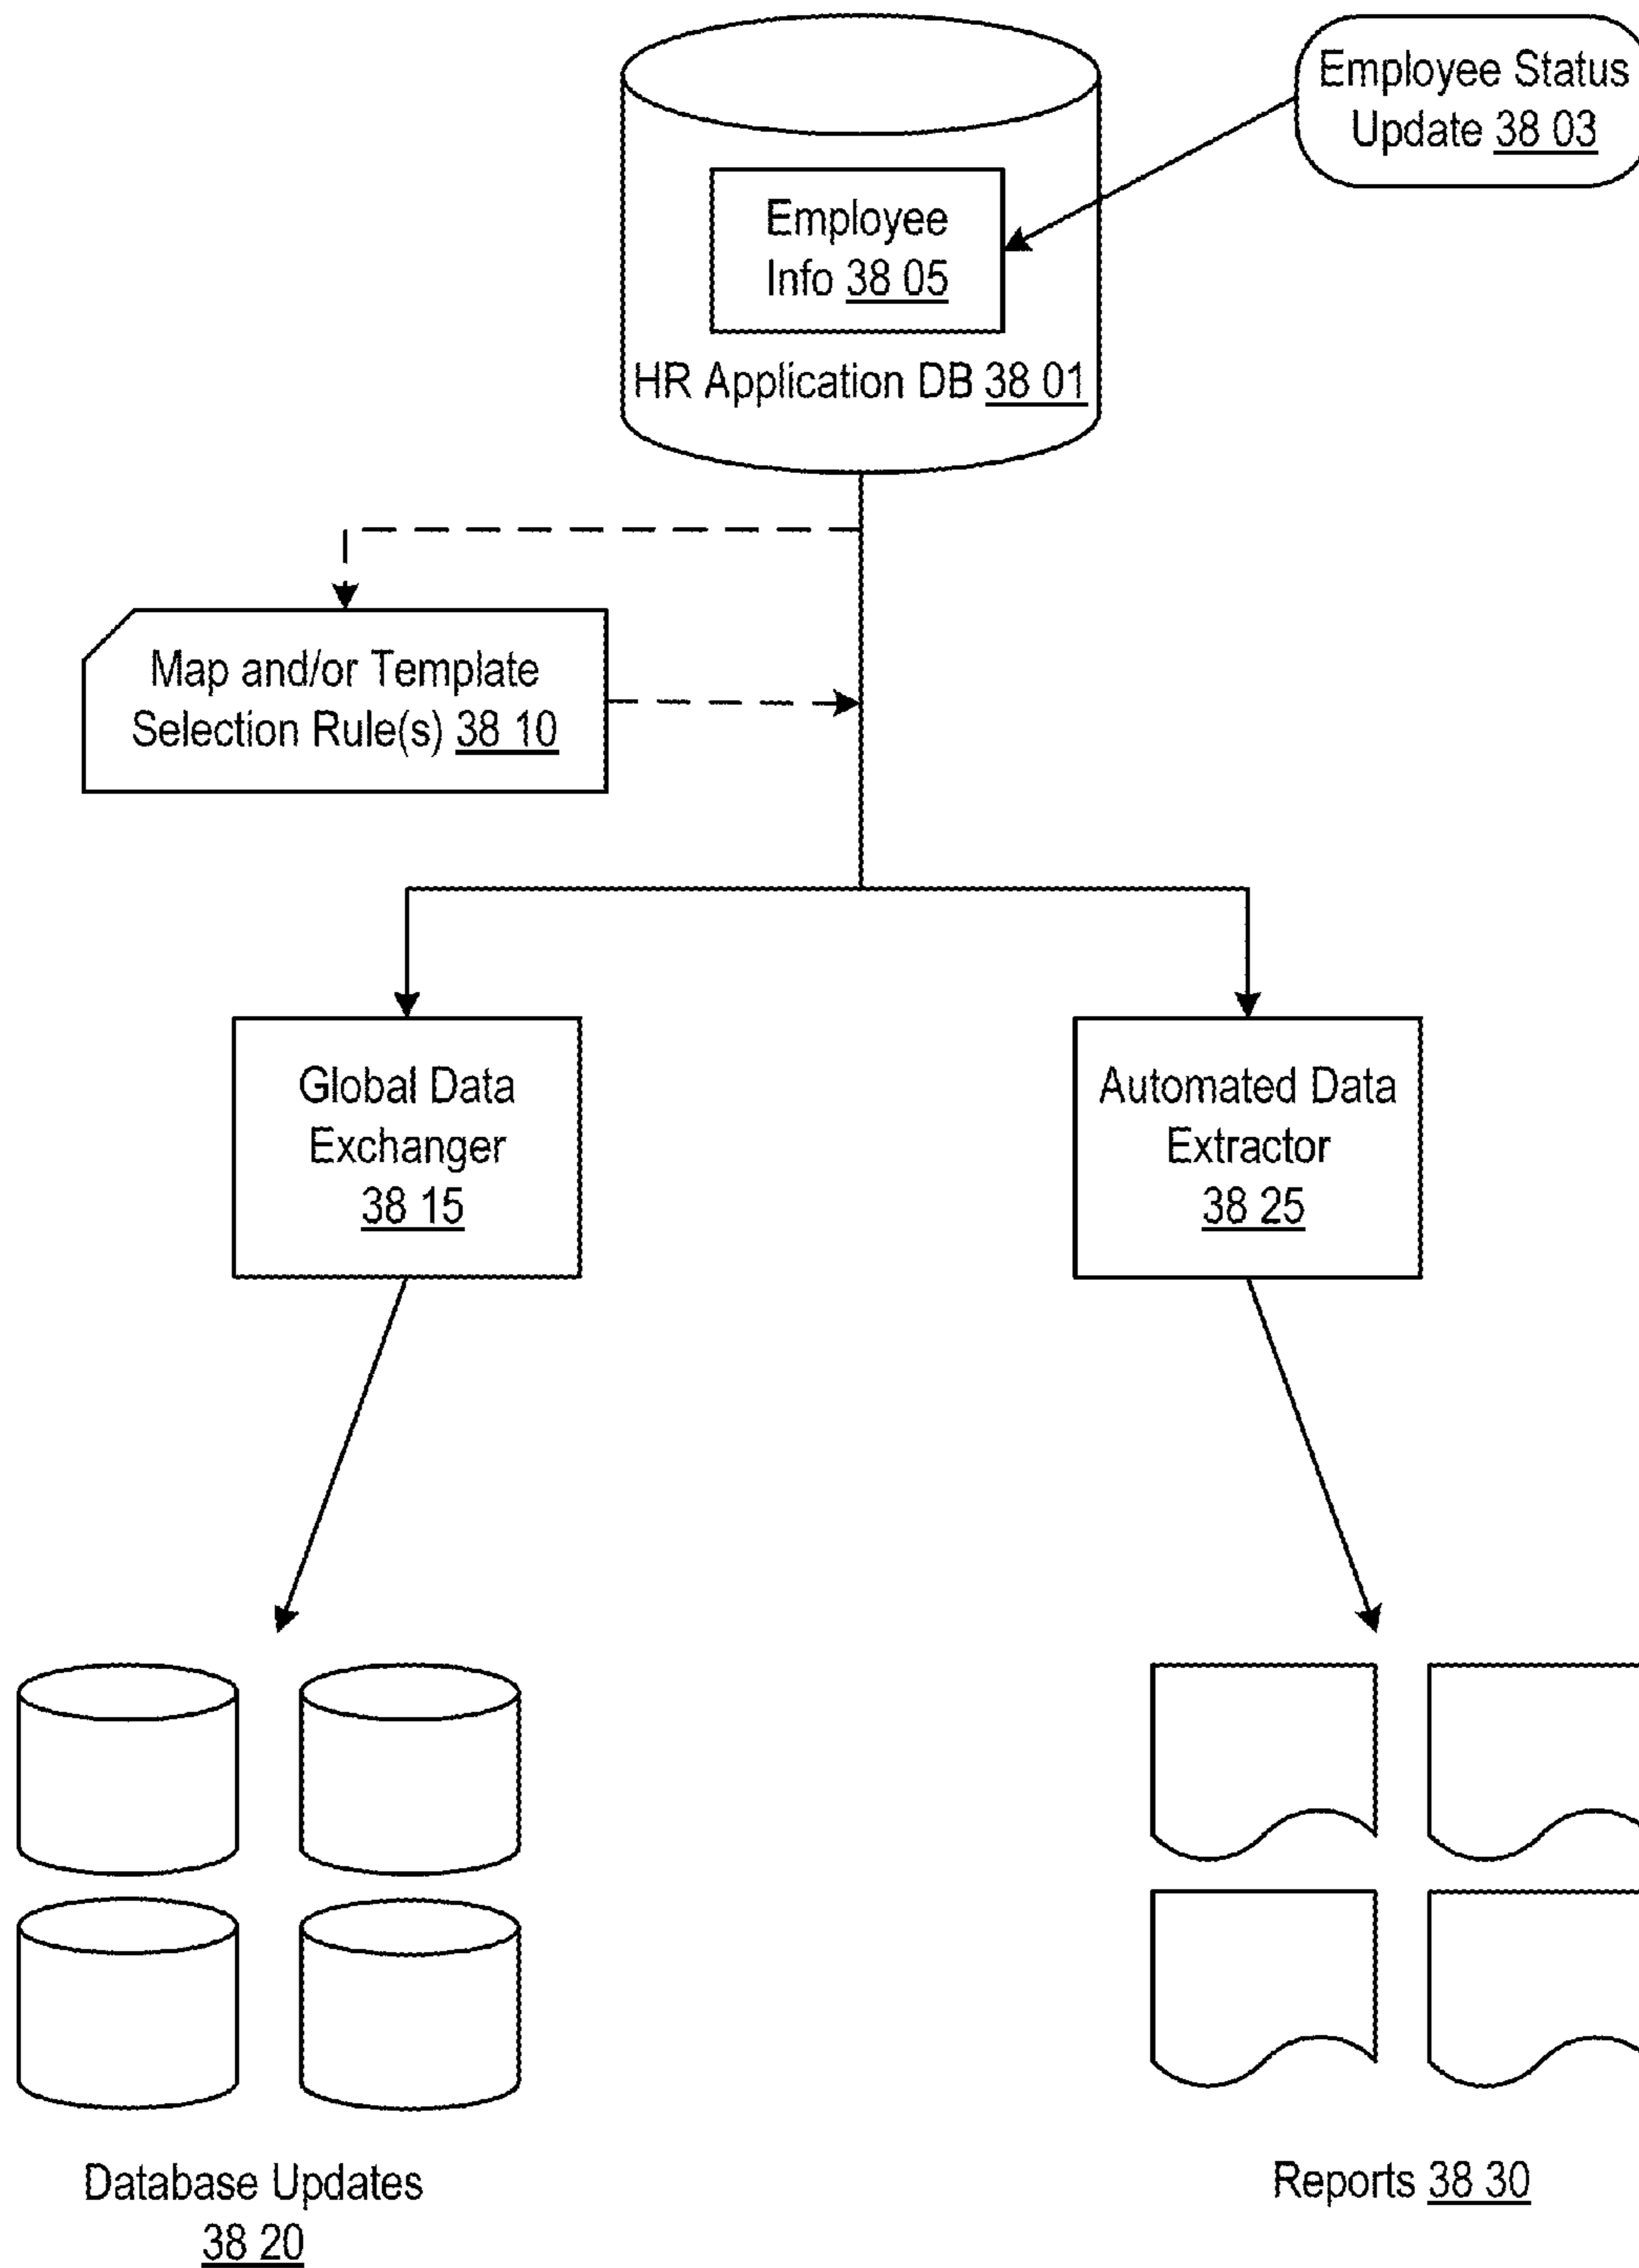 Employee Status
Update 38 03
Employee
Info 38 05
HR Application DB 38 01
Map and/or Template
Selection Rule(s) 38 10
Global Data
Exchanger
38 15
Automated Data
Extractor
38 25
Database Updates
38 20
Reports 38 30